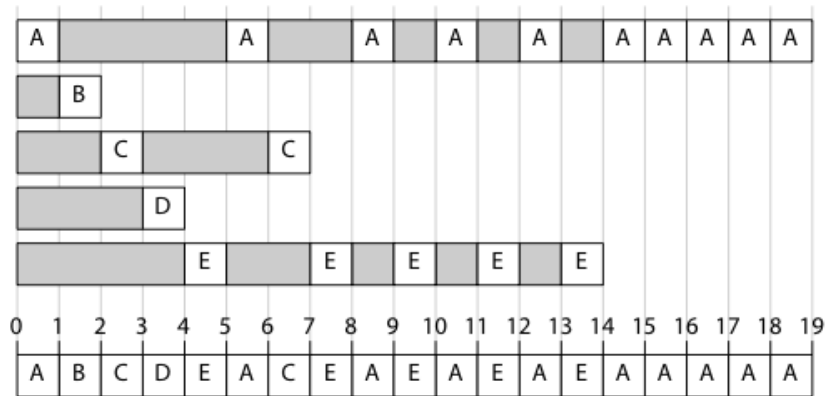 A A A A A A A A A A
B
C C
D
E E E E E
0 1 2 3 4 5 6 7 8 9 10 11 12 13 14 15 16 17 18 19
A B C D E A C E A E A E A E A A A A A